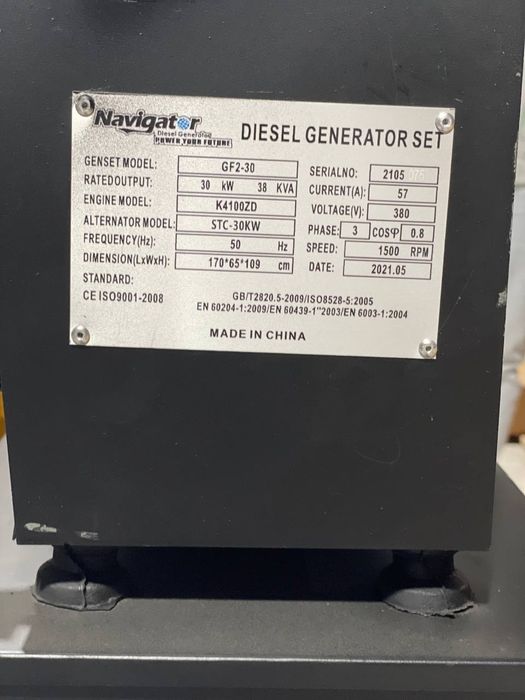 Navigator
Diesel Generator
POWER YOUR FUTURE
DIESEL GENERATOR SET
GENSET MODEL: GF2-30
RATEDOUTPUT: 30 kW 38 KVA
ENGINE MODEL: K4100ZD
ALTERNATOR MODEL: STC-30KW
FREQUENCY(Hz): 50 Hz
DIMENSION(LxWxH): 170*65*109 cm
STANDARD:
CE ISO9001-2008
SERIALNO: 2105
CURRENT(A): 57
VOLTAGE(V): 380
PHASE: 3 COSφ 0.8
SPEED: 1500 RPM
DATE: 2021.05
GB/T2820.5-2009/ISO8528-5:2005
EN 60204-1:2009/EN 60439-1"2003/EN 6003-1:2004
MADE IN CHINA